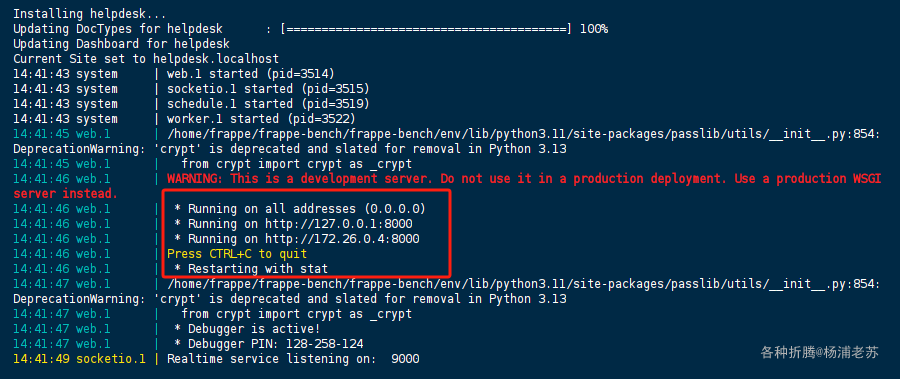 Installing helpdesk...
Updating DocTypes for helpdesk      : [========================================] 100%
Updating Dashboard for helpdesk
Current Site set to helpdesk.localhost
14:41:43 system     | web.1 started (pid=3514)
14:41:43 system     | socketio.1 started (pid=3515)
14:41:43 system     | schedule.1 started (pid=3519)
14:41:43 system     | worker.1 started (pid=3522)
14:41:45 web.1      | /home/frappe/frappe-bench/frappe-bench/env/lib/python3.11/site-packages/passlib/utils/__init__.py:854:
DeprecationWarning: 'crypt' is deprecated and slated for removal in Python 3.13
14:41:45 web.1      |   from crypt import crypt as _crypt
14:41:46 web.1      | WARNING: This is a development server. Do not use it in a production deployment. Use a production WSGI
server instead.
14:41:46 web.1      |  * Running on all addresses (0.0.0.0)
14:41:46 web.1      |  * Running on http://127.0.0.1:8000
14:41:46 web.1      |  * Running on http://172.26.0.4:8000
14:41:46 web.1      | Press CTRL+C to quit
14:41:46 web.1      |  * Restarting with stat
14:41:47 web.1      | /home/frappe/frappe-bench/frappe-bench/env/lib/python3.11/site-packages/passlib/utils/__init__.py:854:
DeprecationWarning: 'crypt' is deprecated and slated for removal in Python 3.13
14:41:47 web.1      |   from crypt import crypt as _crypt
14:41:47 web.1      |  * Debugger is active!
14:41:47 web.1      |  * Debugger PIN: 128-258-124
14:41:49 socketio.1 | Realtime service listening on:  9000
各种折腾@杨浦老苏